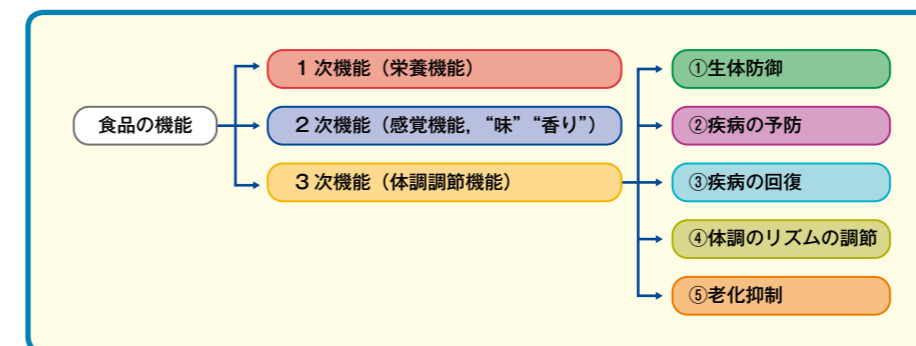 食品の機能
1次機能（栄養機能）
2次機能（感覚機能，“味”“香り”）
3次機能（体調調節機能）
①生体防御
②疾病の予防
③疾病の回復
④体調のリズムの調節
⑤老化抑制